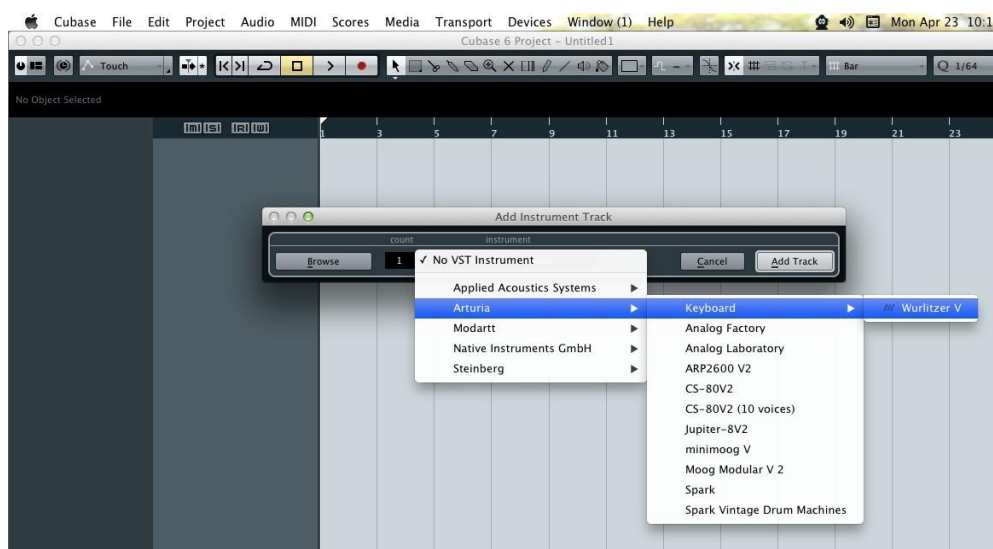 Cubase File Edit Project Audio MIDI Scores Media Transport Devices Window (1) Help Mon Apr 23 10:1
Cubase 6 Project – Untitled1
Touch Bar Q 1/64
No Object Selected
m S R W 1 3 5 7 9 11 13 15 17 19 21 23
Add Instrument Track
count instrument
Browse 1 ✓ No VST Instrument Cancel Add Track
Applied Acoustics Systems
Arturia Keyboard Wurlitzer V
Modartt Analog Factory
Native Instruments GmbH Analog Laboratory
Steinberg ARP2600 V2
CS-80V2
CS-80V2 (10 voices)
Jupiter-8V2
minimoog V
Moog Modular V 2
Spark
Spark Vintage Drum Machines